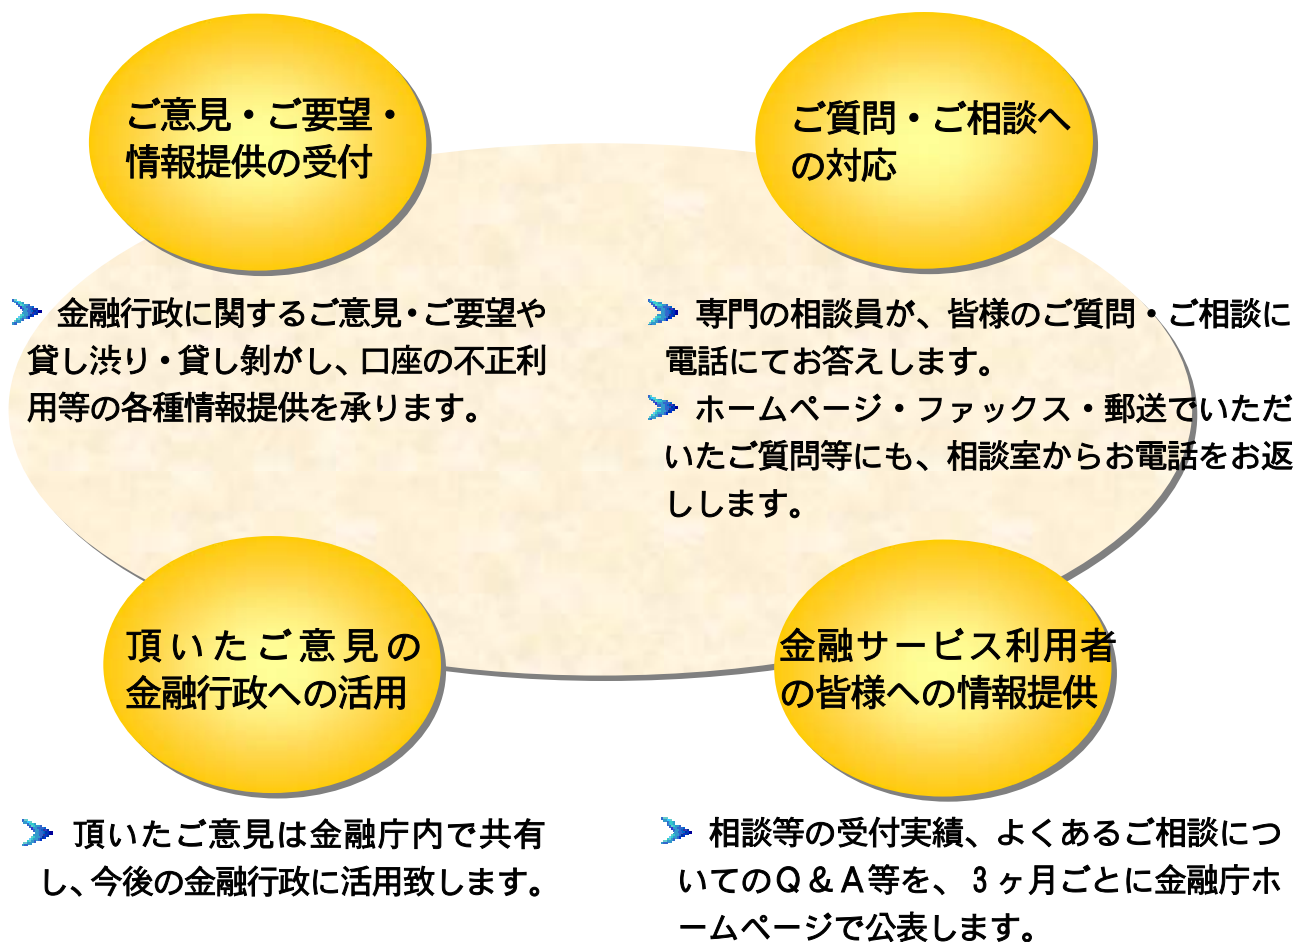 ご意見・ご要望・
情報提供の受付
ご質問・ご相談へ
の対応
金融行政に関するご意見・ご要望や
貸し渋り・貸し剝がし、口座の不正利
用等の各種情報提供を承ります。
専門の相談員が、皆様のご質問・ご相談に
電話にてお答えします。
ホームページ・ファックス・郵送でいただ
いたご質問等にも、相談室からお電話をお返
しします。
頂いたご意見の
金融行政への活用
金融サービス利用者
の皆様への情報提供
頂いたご意見は金融庁内で共有
し、今後の金融行政に活用致します。
相談等の受付実績、よくあるご相談につ
いてのQ&A等を、3ヶ月ごとに金融庁ホ
ームページで公表します。